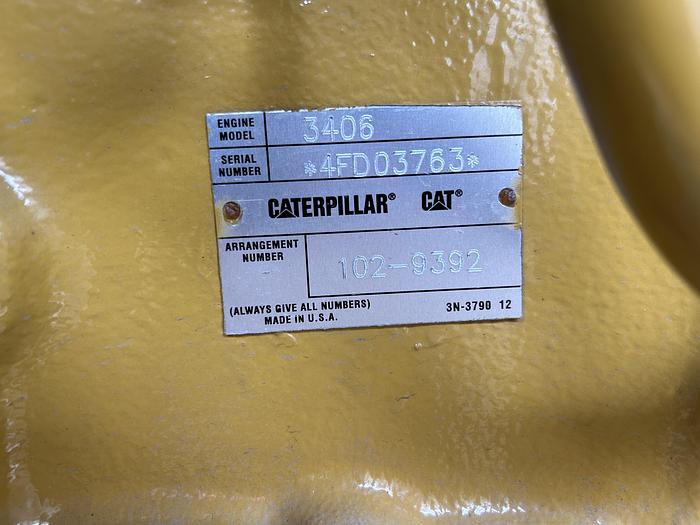 ENGINE
MODEL
3406
SERIAL
NUMBER
*4FD03763*
CATERPILLAR® CAT®
ARRANGEMENT
NUMBER
102-9392
(ALWAYS GIVE ALL NUMBERS)
MADE IN U.S.A.
3N-3790 12